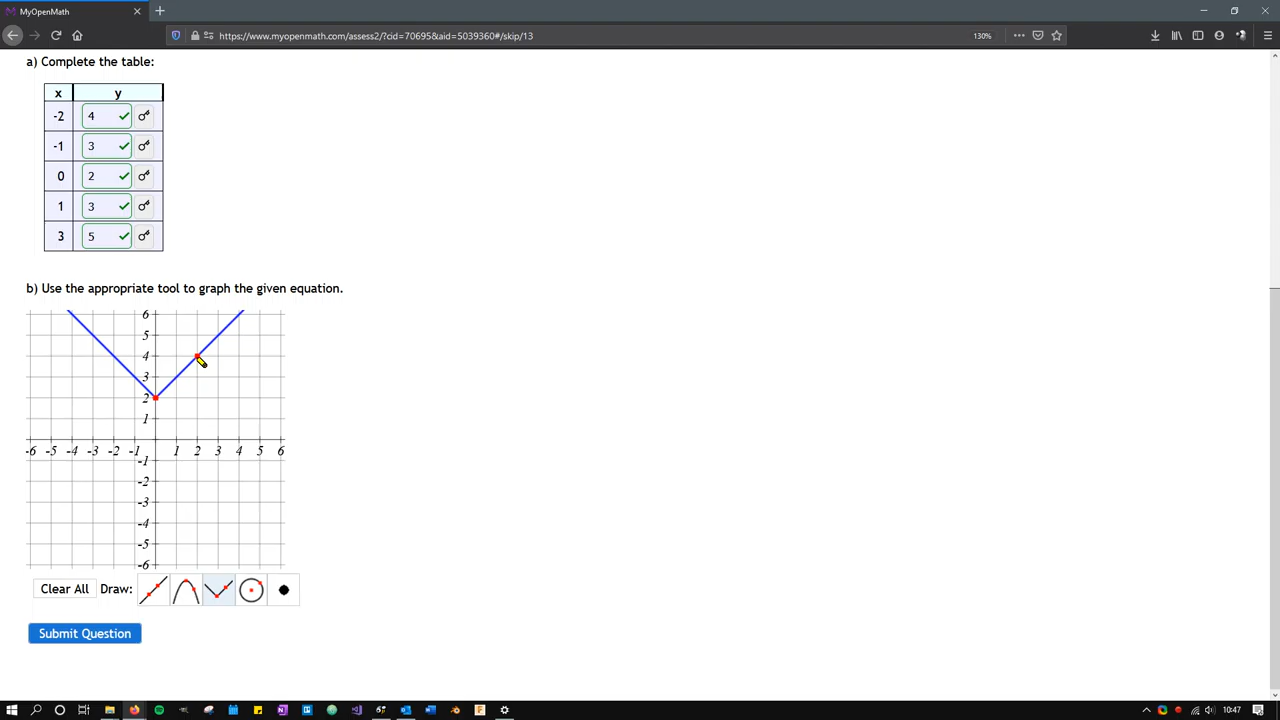 MyOpenMath
https://www.myopenmath.com/assess2/?cid=70695&aid=5039360#/skip/13
130%
a) Complete the table:
x y
-2 4
-1 3
0 2
1 3
3 5
b) Use the appropriate tool to graph the given equation.
6
5
4
3
2
1
-6 -5 -4 -3 -2 -1 1 2 3 4 5 6
-1
-2
-3
-4
-5
-6
Clear All Draw:
Submit Question
10:47